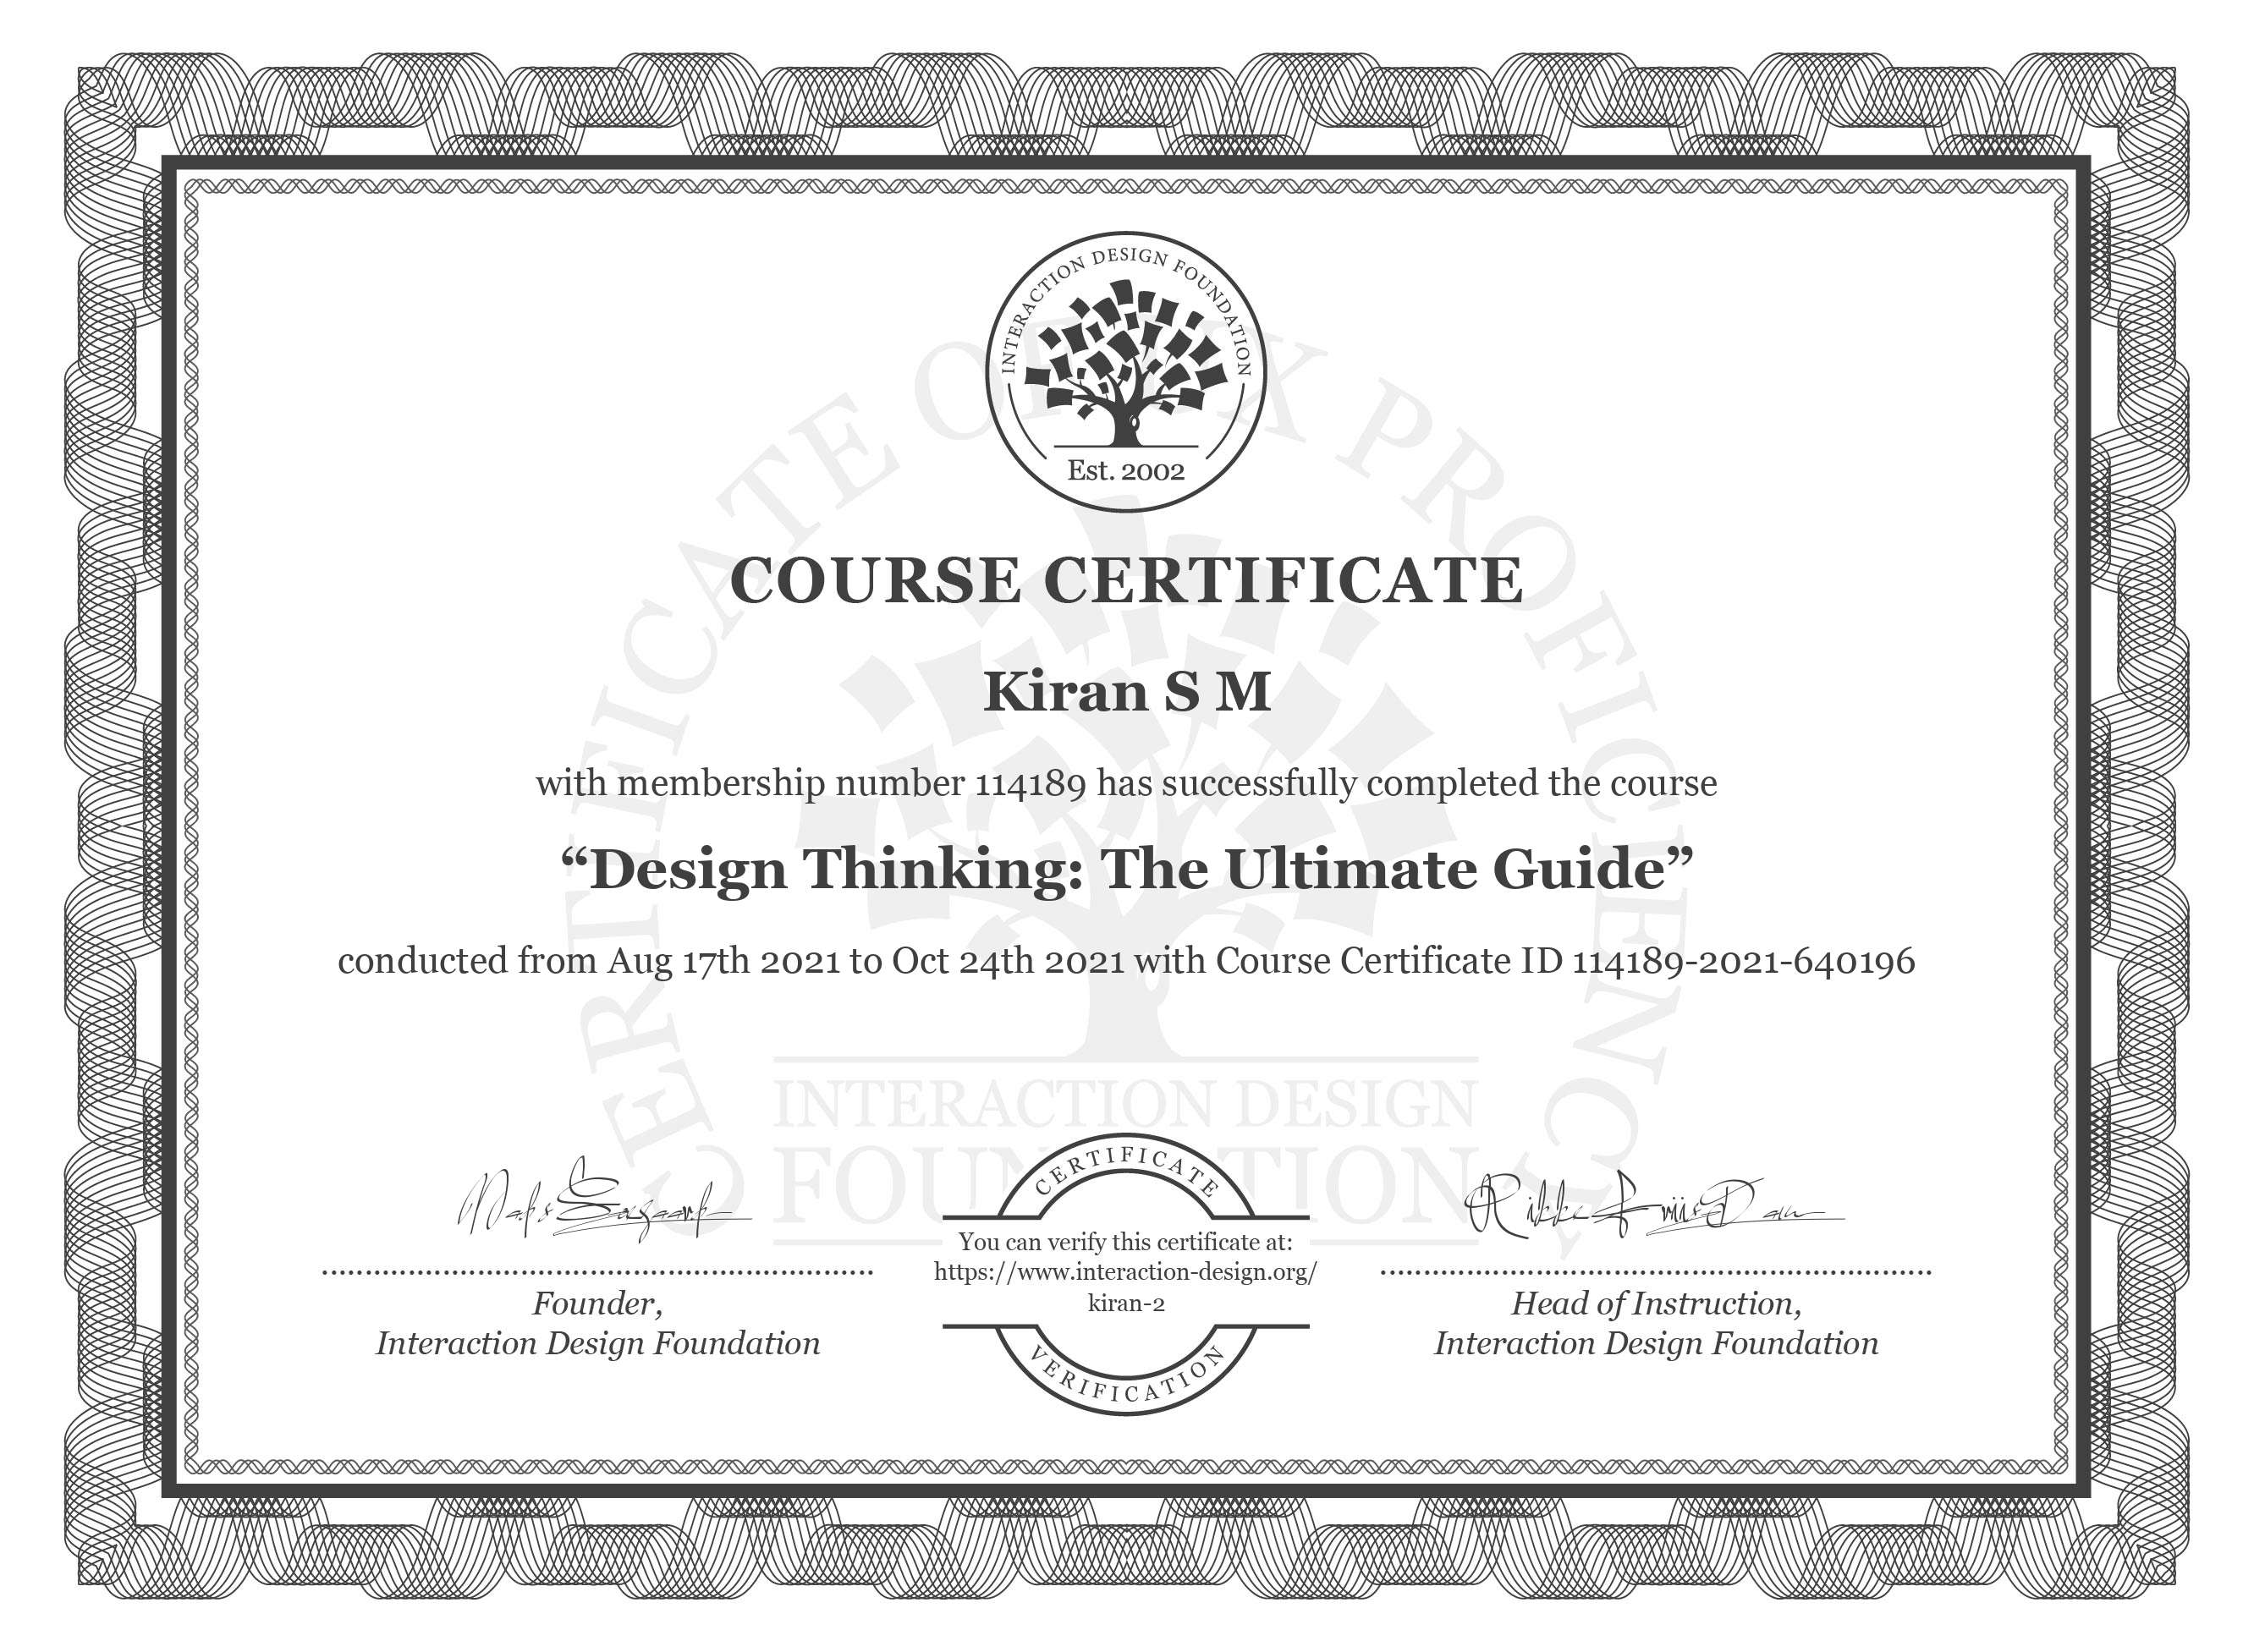 INTERACTION DESIGN FOUNDATION
Est. 2002
CERTIFICATE OF UX PROFICIENCY
COURSE CERTIFICATE
Kiran S M
with membership number 114189 has successfully completed the course
“Design Thinking: The Ultimate Guide”
conducted from Aug 17th 2021 to Oct 24th 2021 with Course Certificate ID 114189-2021-640196
INTERACTION DESIGN
FOUNDATION
Founder,
Interaction Design Foundation
CERTIFICATE
You can verify this certificate at:
https://www.interaction-design.org/
kiran-2
VERIFICATION
Rikke Friis Dam
Head of Instruction,
Interaction Design Foundation